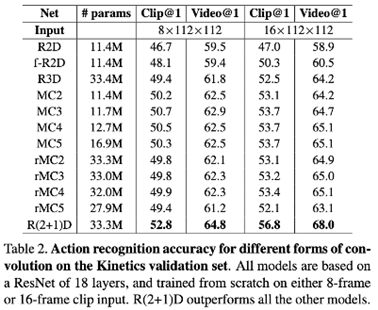 Net # params Clip@1 Video@1 Clip@1 Video@1
Input 8×112×112 16×112×112
R2D 11.4M 46.7 59.5 47.0 58.9
f-R2D 11.4M 48.1 59.4 50.3 60.5
R3D 33.4M 49.4 61.8 52.5 64.2
MC2 11.4M 50.2 62.5 53.1 64.2
MC3 11.7M 50.7 62.9 53.7 64.7
MC4 12.7M 50.5 62.5 53.7 65.1
MC5 16.9M 50.3 62.5 53.7 65.1
rMC2 33.3M 49.8 62.1 53.1 64.9
rMC3 33.0M 49.8 62.3 53.2 65.0
rMC4 32.0M 49.9 62.3 53.4 65.1
rMC5 27.9M 49.4 61.2 52.1 63.1
R(2+1)D 33.3M 52.8 64.8 56.8 68.0
Table 2. Action recognition accuracy for different forms of con-
volution on the Kinetics validation set. All models are based on
a ResNet of 18 layers, and trained from scratch on either 8-frame
or 16-frame clip input. R(2+1)D outperforms all the other models.